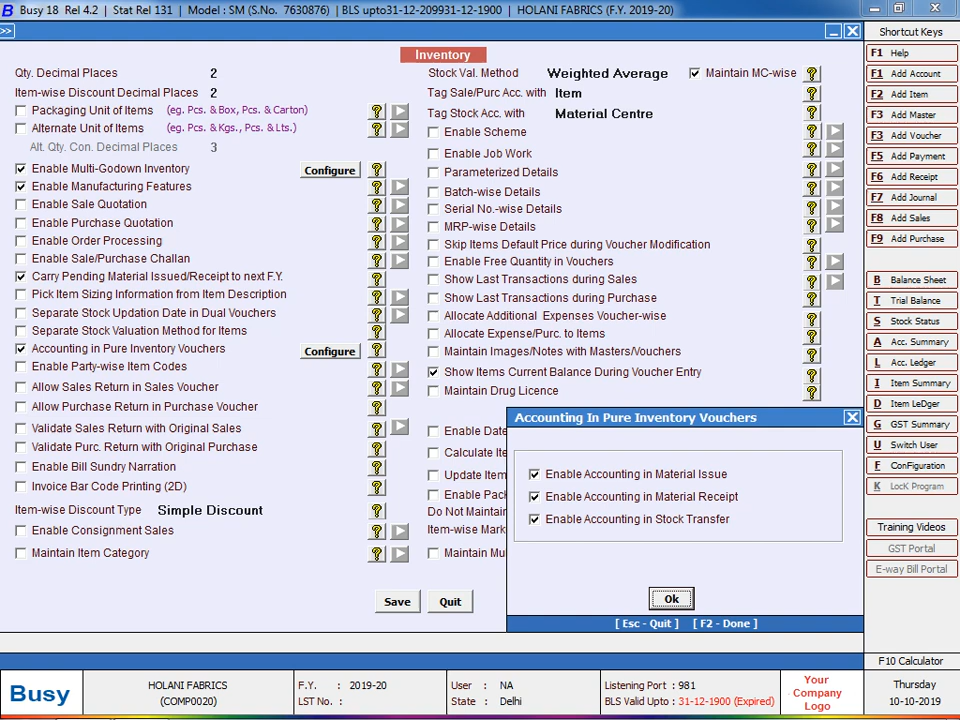 Busy 18 Rel 4.2 | Stat Rel 131 | Model : SM (S.No. 7630876) | BLS upto31-12-209931-12-1900 | HOLANI FABRICS (F.Y. 2019-20)
>>
Inventory
Qty. Decimal Places 2
Item-wise Discount Decimal Places 2
Packaging Unit of Items (eg. Pcs. & Box, Pcs. & Carton) ?
Alternate Unit of Items (eg. Pcs. & Kgs., Pcs. & Lts.) ?
Alt. Qty. Con. Decimal Places 3
Enable Multi-Godown Inventory Configure ?
Enable Manufacturing Features ?
Enable Sale Quotation ?
Enable Purchase Quotation ?
Enable Order Processing ?
Enable Sale/Purchase Challan ?
Carry Pending Material Issued/Receipt to next F.Y. ?
Pick Item Sizing Information from Item Description ?
Separate Stock Updation Date in Dual Vouchers ?
Separate Stock Valuation Method for Items ?
Accounting in Pure Inventory Vouchers Configure ?
Enable Party-wise Item Codes ?
Allow Sales Return in Sales Voucher ?
Allow Purchase Return in Purchase Voucher ?
Validate Sales Return with Original Sales ?
Validate Purc. Return with Original Purchase ?
Enable Bill Sundry Narration ?
Invoice Bar Code Printing (2D) ?
Item-wise Discount Type Simple Discount ?
Enable Consignment Sales ?
Maintain Item Category ?
Stock Val. Method Weighted Average Maintain MC-wise ?
Tag Sale/Purc Acc. with Item ?
Tag Stock Acc. with Material Centre ?
Enable Scheme ?
Enable Job Work ?
Parameterized Details ?
Batch-wise Details ?
Serial No.-wise Details ?
MRP-wise Details ?
Skip Items Default Price during Voucher Modification ?
Enable Free Quantity in Vouchers ?
Show Last Transactions during Sales ?
Show Last Transactions during Purchase ?
Allocate Additional Expenses Voucher-wise ?
Allocate Expense/Purc. to Items ?
Maintain Images/Notes with Masters/Vouchers ?
Show Items Current Balance During Voucher Entry ?
Maintain Drug Licence ?
Enable Date
Calculate Ite
Update Item
Enable Pack
Do Not Maintain
Item-wise Mark
Maintain Mu
Save Quit
Accounting In Pure Inventory Vouchers
Enable Accounting in Material Issue
Enable Accounting in Material Receipt
Enable Accounting in Stock Transfer
Ok
[ Esc - Quit ] [ F2 - Done ]
Shortcut Keys
F1 Help
F1 Add Account
F2 Add Item
F3 Add Master
F3 Add Voucher
F5 Add Payment
F6 Add Receipt
F7 Add Journal
F8 Add Sales
F9 Add Purchase
B Balance Sheet
T Trial Balance
S Stock Status
A Acc. Summary
L Acc. Ledger
I Item Summary
D Item LeDger
G GST Summary
U Switch User
F ConFiguration
K LocK Program
Training Videos
GST Portal
E-way Bill Portal
F10 Calculator
Busy
HOLANI FABRICS
(COMP0020)
F.Y. : 2019-20
LST No. :
User : NA
State : Delhi
Listening Port : 981
BLS Valid Upto : 31-12-1900 (Expired)
Your
Company
Logo
Thursday
10-10-2019